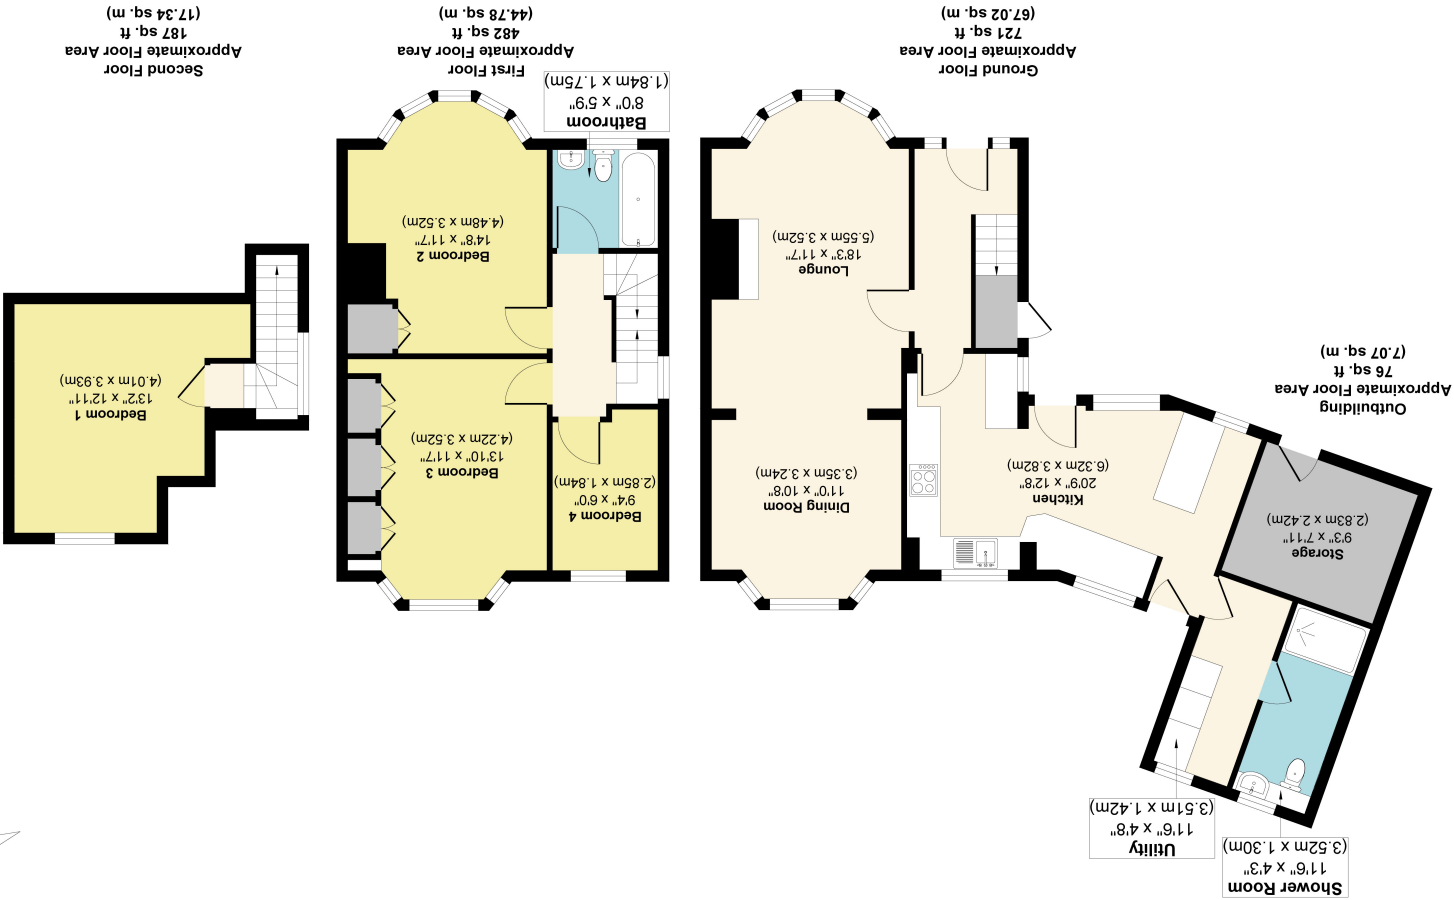 Shower Room
11'6" x 4'3"
(3.52m x 1.30m)
Utility
11'6" x 4'8"
(3.51m x 1.42m)
Storage
9'3" x 7'11"
(2.83m x 2.42m)
Kitchen
20'9" x 12'8"
(6.32m x 3.82m)
Dining Room
11'0" x 10'8"
(3.35m x 3.24m)
Lounge
18'3" x 11'7"
(5.55m x 3.52m)
Outbuilding
Approximate Floor Area
76 sq. ft
(7.07 sq. m)
Ground Floor
Approximate Floor Area
721 sq. ft
(67.02 sq. m)
Bedroom 4
9'4" x 6'0"
(2.85m x 1.84m)
Bedroom 3
13'10" x 11'7"
(4.22m x 3.52m)
Bedroom 2
14'8" x 11'7"
(4.48m x 3.52m)
Bathroom
8'0" x 5'9"
(1.84m x 1.75m)
First Floor
Approximate Floor Area
482 sq. ft
(44.78 sq. m)
Bedroom 1
13'2" x 12'11"
(4.01m x 3.93m)
Second Floor
Approximate Floor Area
187 sq. ft
(17.34 sq. m)